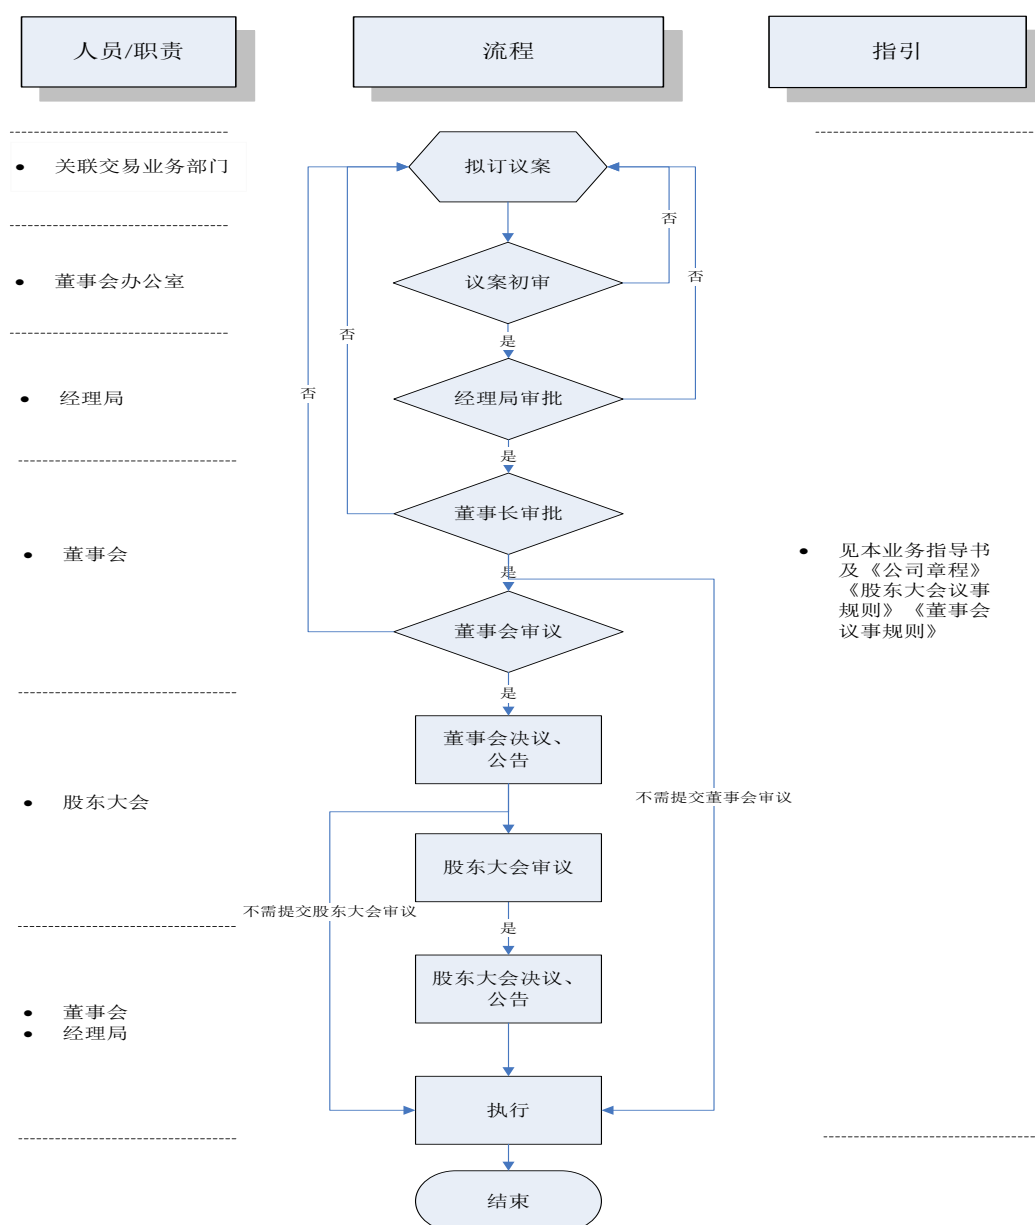 人员/职责
流程
指引
关联交易业务部门
拟订议案
否
董事会办公室
议案初审
否
否
是
否
经理局
经理局审批
是
董事长审批
董事会
是
见本业务指导书
及《公司章程》
《股东大会议事
规则》《董事会
议事规则》
董事会审议
是
董事会决议、
公告
不需提交董事会审议
股东大会
股东大会审议
不需提交股东大会审议
是
股东大会决议、
公告
董事会
经理局
执行
结束